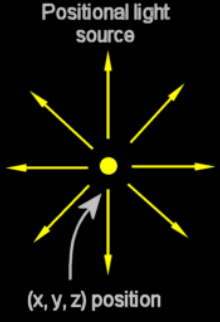 Positional light
source
(x, y, z) position